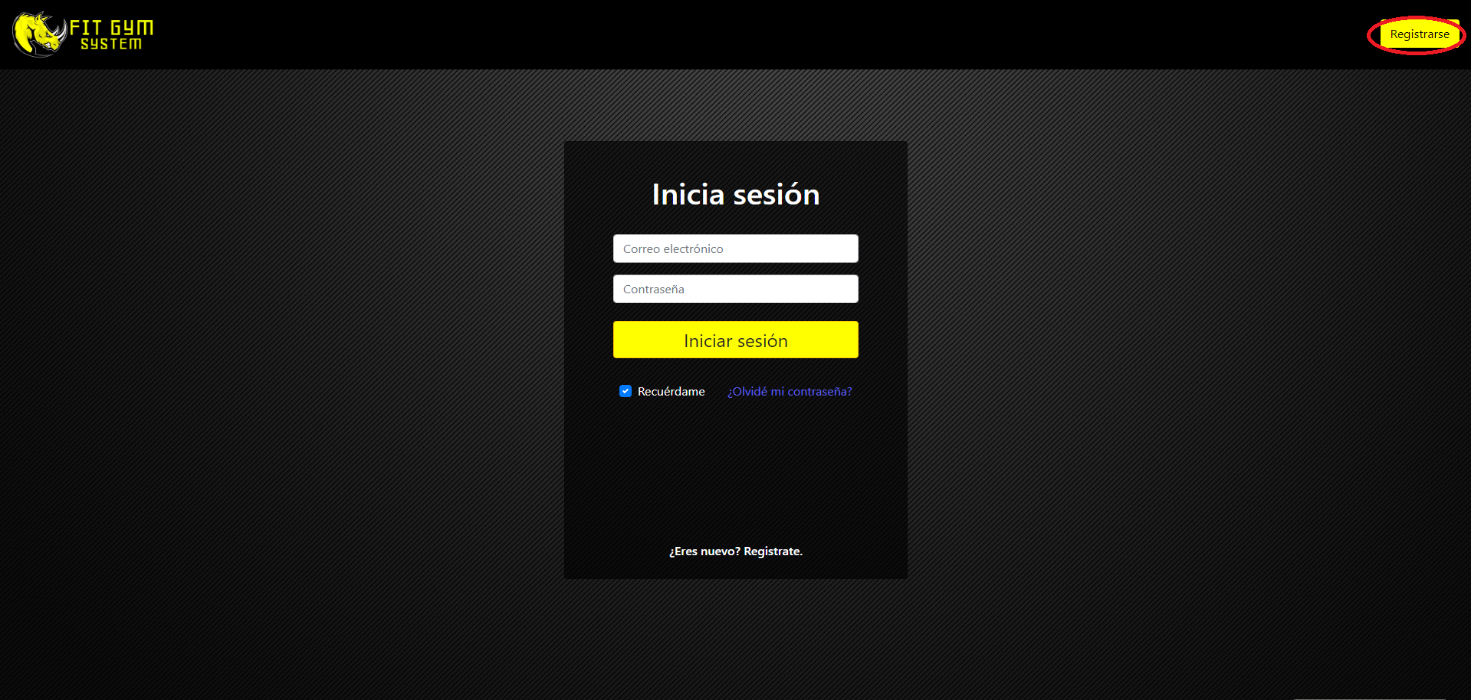 FIT GYM
SYSTEM
Registrarse
Inicia sesión
Correo electrónico
Contraseña
Iniciar sesión
Recuérdame ¿Olvidé mi contraseña?
¿Eres nuevo? Registrate.